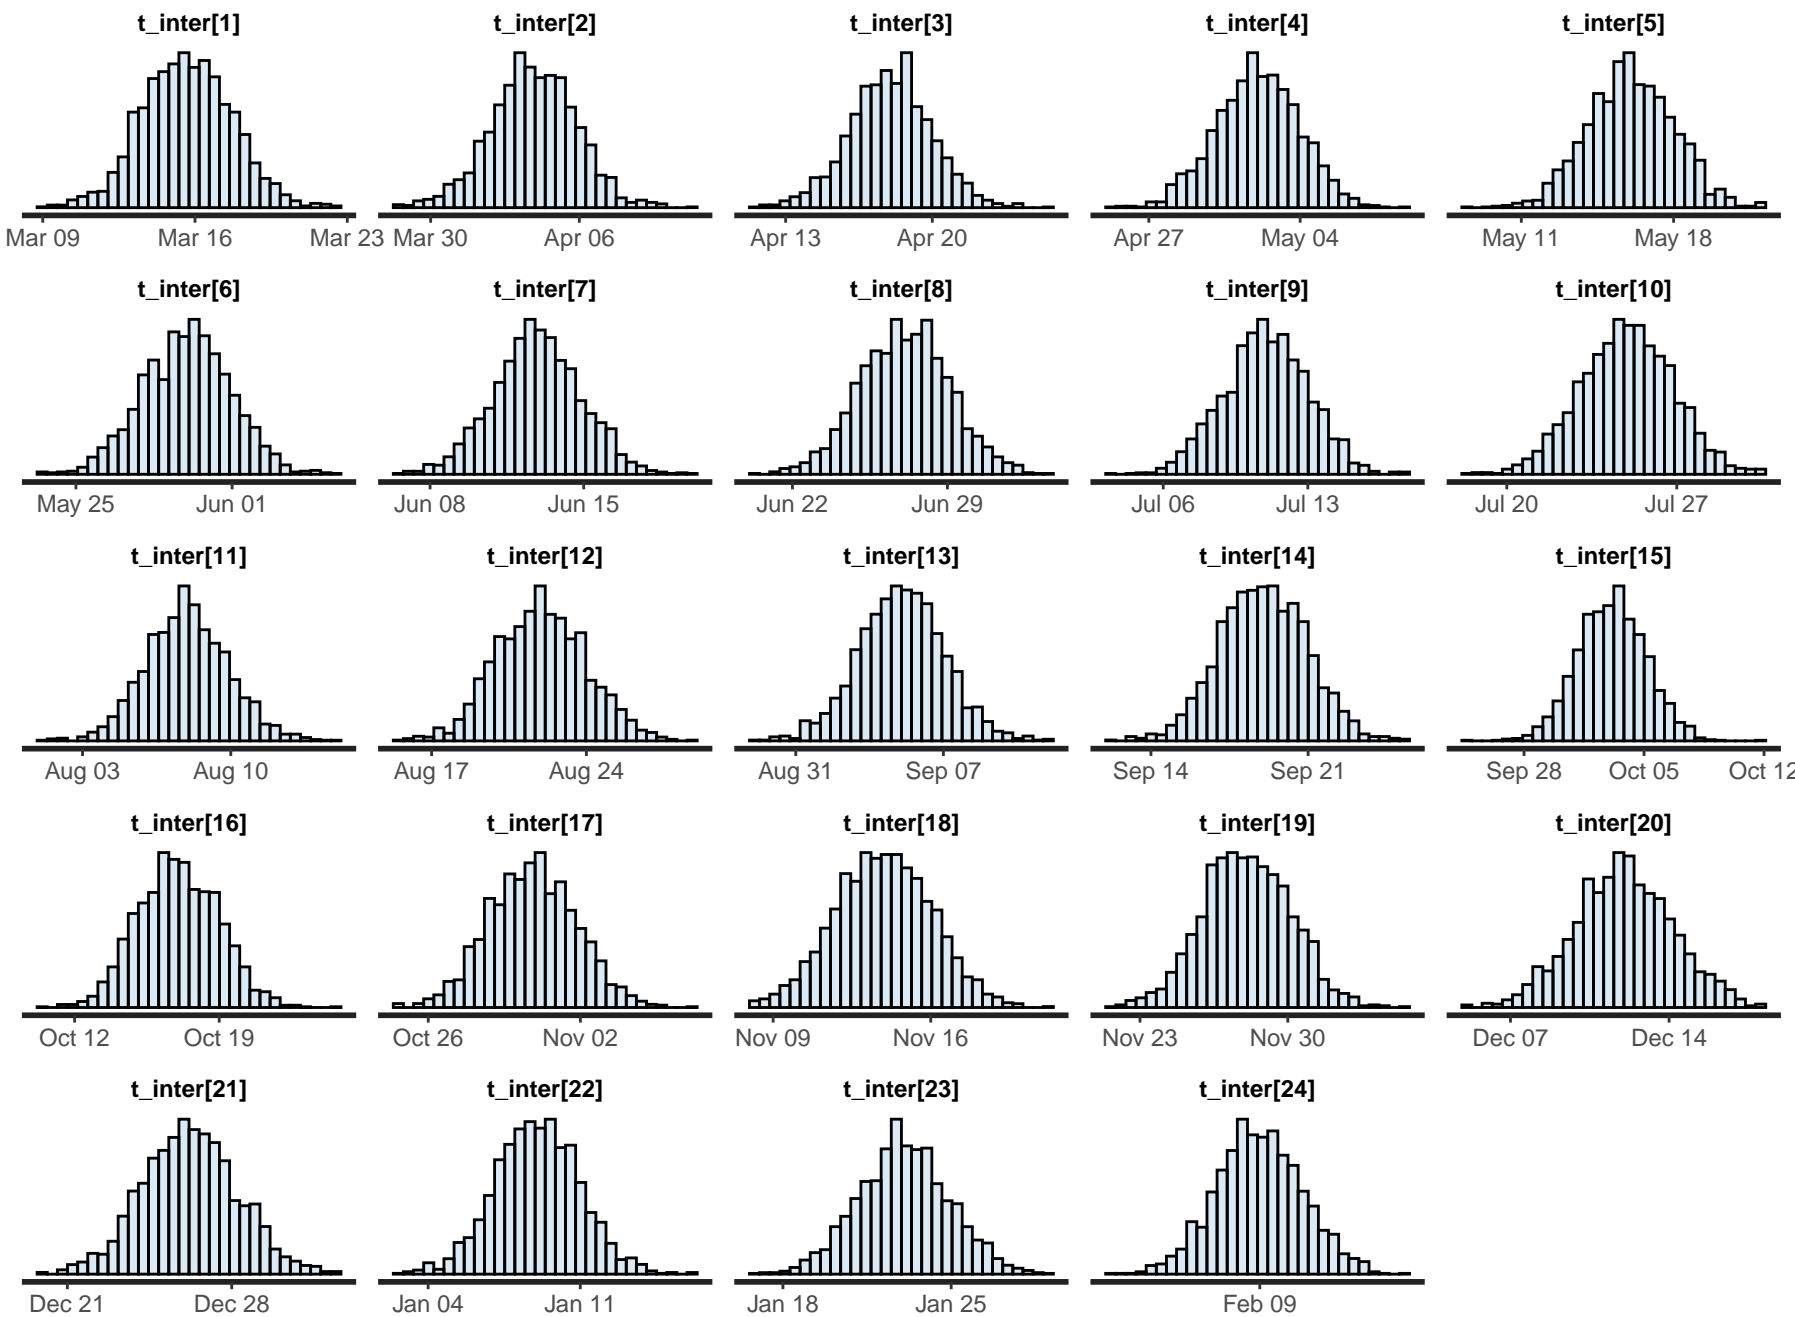 t_inter[1] t_inter[2] t_inter[3] t_inter[4] t_inter[5]
Mar 09 Mar 16 Mar 23 Mar 30 Apr 06 Apr 13 Apr 20 Apr 27 May 04 May 11 May 18
t_inter[6] t_inter[7] t_inter[8] t_inter[9] t_inter[10]
May 25 Jun 01 Jun 08 Jun 15 Jun 22 Jun 29 Jul 06 Jul 13 Jul 20 Jul 27
t_inter[11] t_inter[12] t_inter[13] t_inter[14] t_inter[15]
Aug 03 Aug 10 Aug 17 Aug 24 Aug 31 Sep 07 Sep 14 Sep 21 Sep 28 Oct 05 Oct 12
t_inter[16] t_inter[17] t_inter[18] t_inter[19] t_inter[20]
Oct 12 Oct 19 Oct 26 Nov 02 Nov 09 Nov 16 Nov 23 Nov 30 Dec 07 Dec 14
t_inter[21] t_inter[22] t_inter[23] t_inter[24]
Dec 21 Dec 28 Jan 04 Jan 11 Jan 18 Jan 25 Feb 09